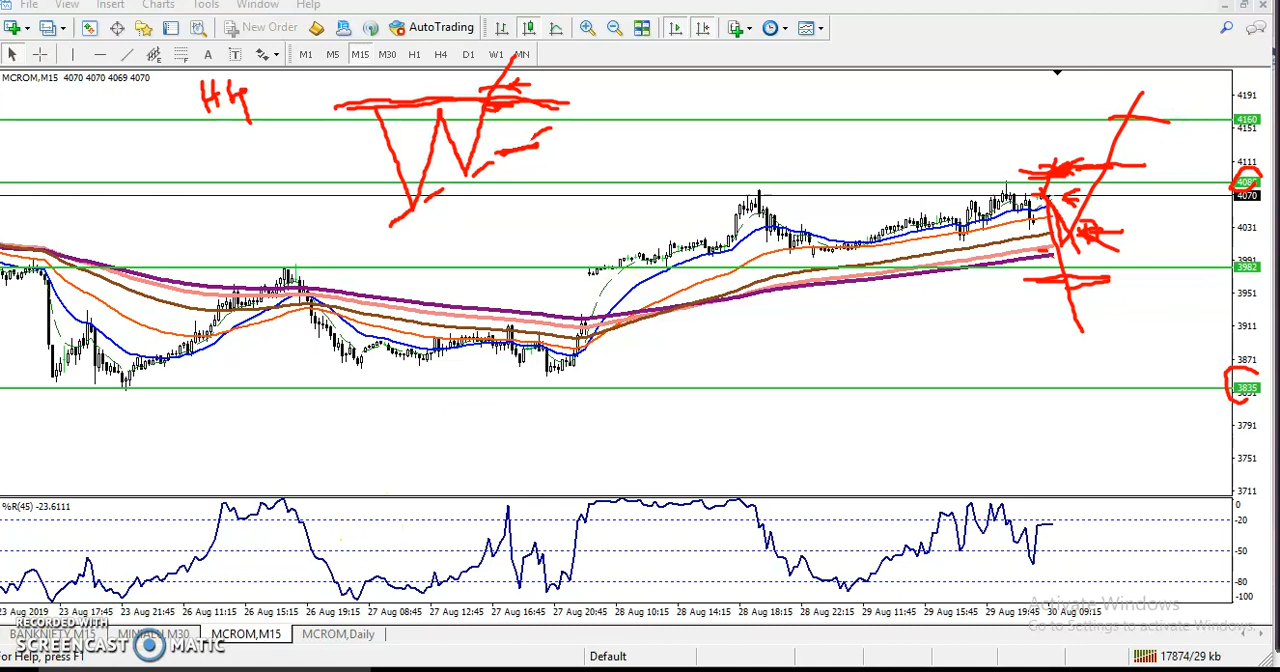 File View Insert Charts Tools Window Help
New Order AutoTrading
A T M1 M5 M15 M30 H1 H4 D1 W1 MN
MCROM,M15 4070 4070 4069 4070
4191
4160
4151
4111
4070
4031
3991
3982
3951
3911
3871
3835
3791
3751
3711
%R(45) -23.6111
0
-20
-50
-80
-100
23 Aug 2019 23 Aug 17:45 23 Aug 21:45 26 Aug 11:15 26 Aug 15:15 26 Aug 19:15 27 Aug 08:45 27 Aug 12:45 27 Aug 16:45 27 Aug 20:45 28 Aug 10:15 28 Aug 14:15 28 Aug 18:15 28 Aug 22:15 29 Aug 11:45 29 Aug 15:45 29 Aug 19:45 30 Aug 09:15
Activate Windows
Go to Settings to activate Windows.
RECORDED WITH
SCREENCAST MATIC
BANKNIFTY,M15 MCROM,M15 MCROM,Daily
For Help, press F1 Default 17874/29 kb